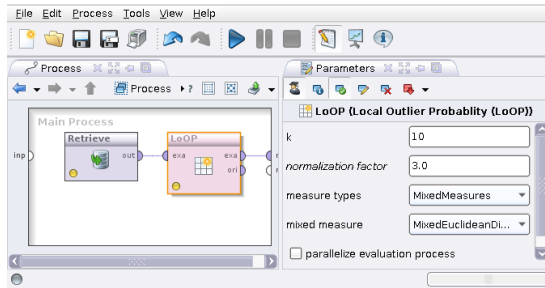 File Edit Process Tools View Help
Process
Parameters
Process
LoOP (Local Outlier Probablity (LoOP))
Main Process
Retrieve
LoOP
inp
out
exa
exa
ori
k
10
normalization factor
3.0
measure types
MixedMeasures
mixed measure
MixedEuclideanDi...
parallelize evaluation process